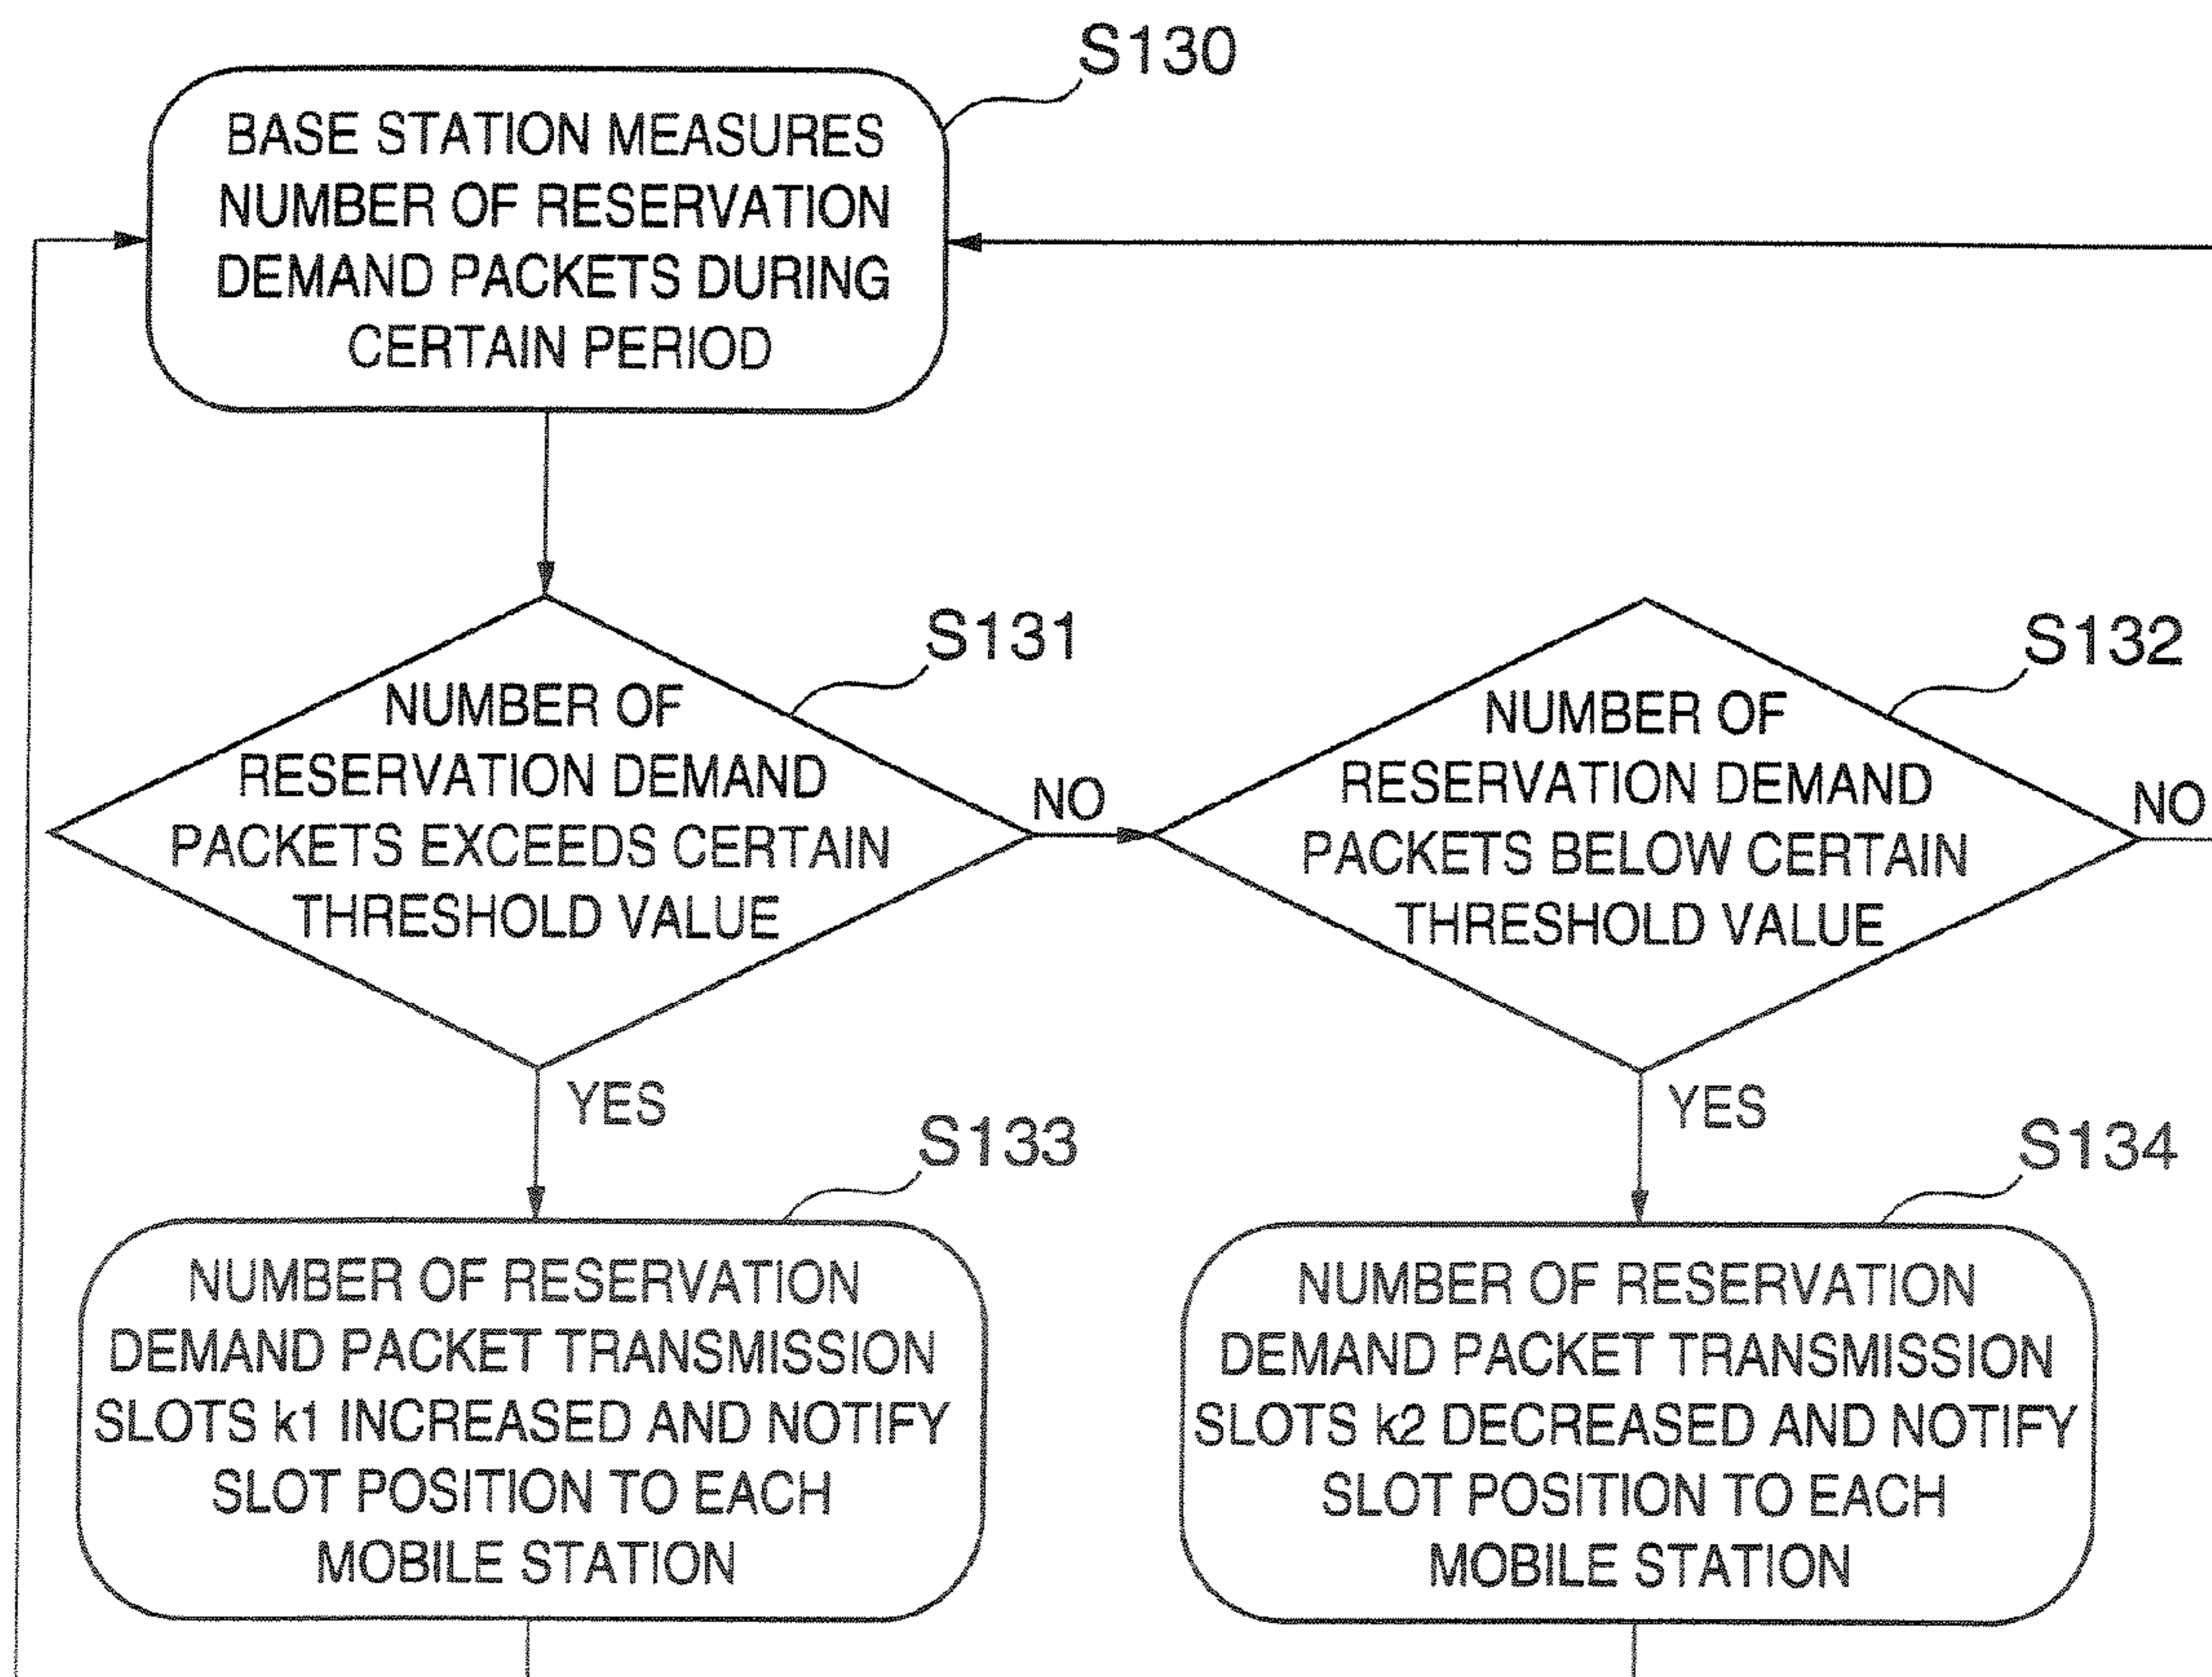 S130
BASE STATION MEASURES
NUMBER OF RESERVATION
DEMAND PACKETS DURING
CERTAIN PERIOD
S131
NUMBER OF
RESERVATION DEMAND
PACKETS EXCEEDS CERTAIN
THRESHOLD VALUE
NO
YES
S132
NUMBER OF
RESERVATION DEMAND
PACKETS BELOW CERTAIN
THRESHOLD VALUE
NO
YES
S133
NUMBER OF RESERVATION
DEMAND PACKET TRANSMISSION
SLOTS k1 INCREASED AND NOTIFY
SLOT POSITION TO EACH
MOBILE STATION
S134
NUMBER OF RESERVATION
DEMAND PACKET TRANSMISSION
SLOTS k2 DECREASED AND NOTIFY
SLOT POSITION TO EACH
MOBILE STATION